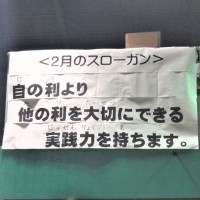 <2月のスローガン>
自の利より
他の利を大切にできる
実践力を持ちます。